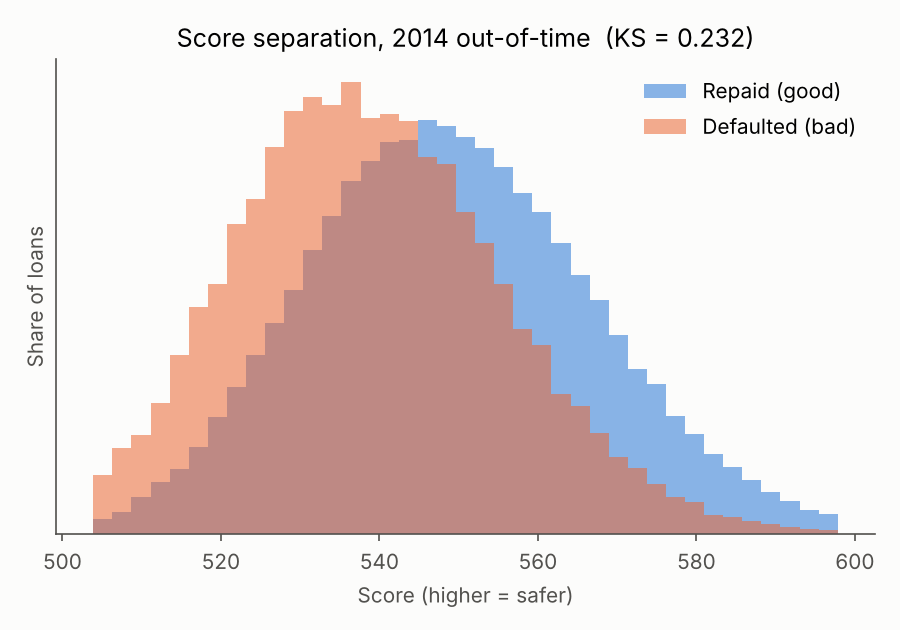 Score separation, 2014 out-of-time (KS = 0.232)
Repaid (good)
Defaulted (bad)
Share of loans
500 520 540 560 580 600
Score (higher = safer)